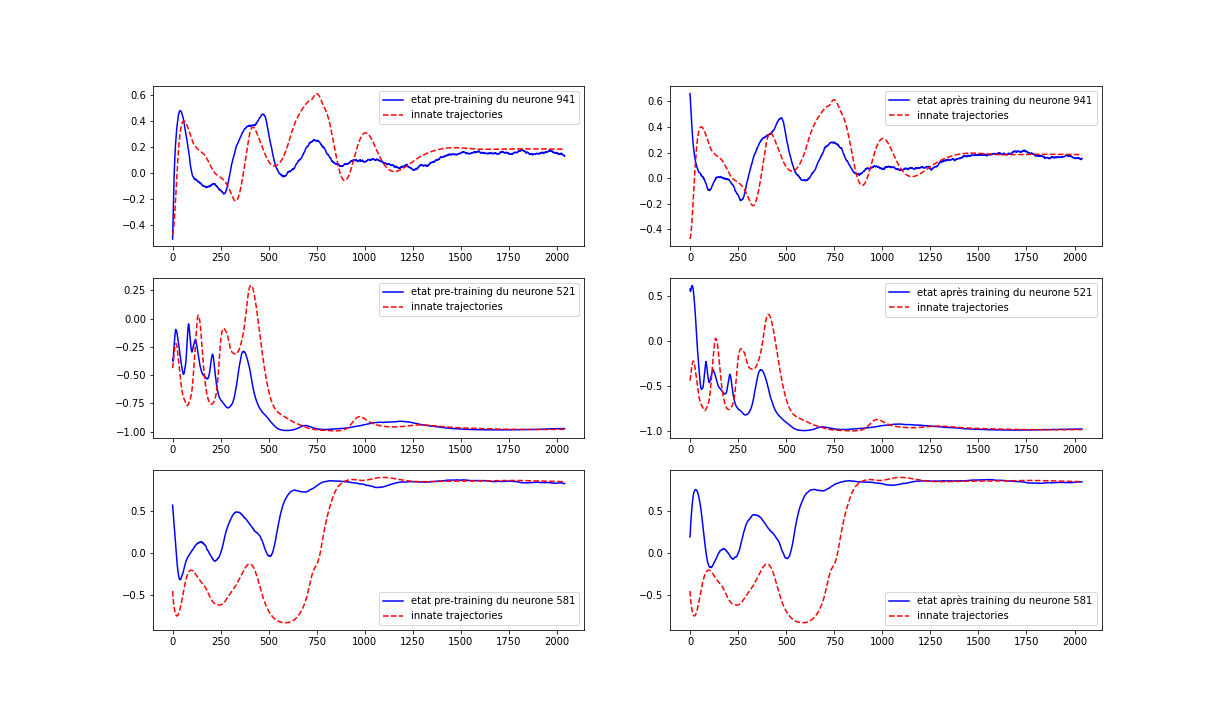 etat pre-training du neurone 941
innate trajectories
0.6
0.4
0.2
0.0
−0.2
−0.4
0 250 500 750 1000 1250 1500 1750 2000
etat après training du neurone 941
innate trajectories
0.6
0.4
0.2
0.0
−0.2
−0.4
0 250 500 750 1000 1250 1500 1750 2000
etat pre-training du neurone 521
innate trajectories
0.25
0.00
−0.25
−0.50
−0.75
−1.00
0 250 500 750 1000 1250 1500 1750 2000
etat après training du neurone 521
innate trajectories
0.5
0.0
−0.5
−1.0
0 250 500 750 1000 1250 1500 1750 2000
0.5
0.0
−0.5
etat pre-training du neurone 581
innate trajectories
0 250 500 750 1000 1250 1500 1750 2000
0.5
0.0
−0.5
etat après training du neurone 581
innate trajectories
0 250 500 750 1000 1250 1500 1750 2000